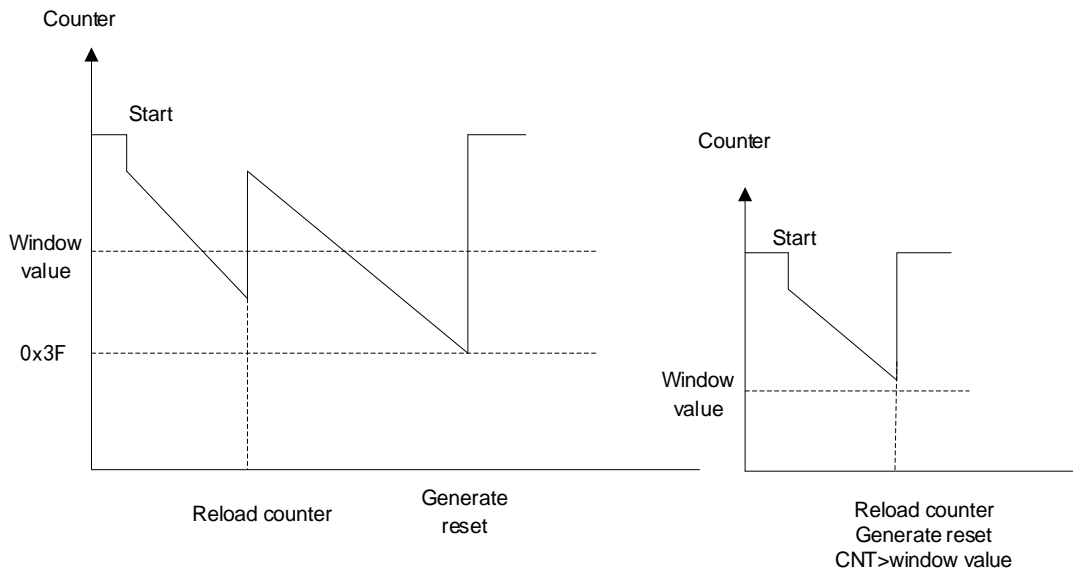 Counter
Start
Window
value
0x3F
Reload counter
Generate
reset
Counter
Start
Window
value
Reload counter
Generate reset
CNT>window value